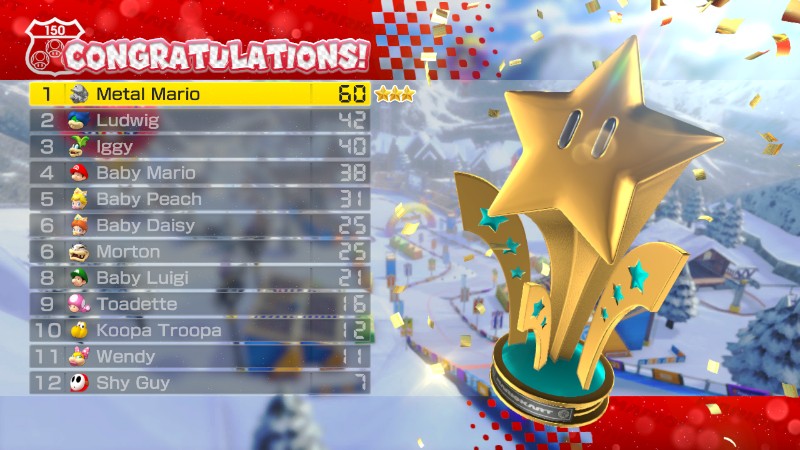 150
CONGRATULATIONS!
1 Metal Mario 60
2 Ludwig 42
3 Iggy 40
4 Baby Mario 38
5 Baby Peach 31
6 Baby Daisy 25
6 Morton 25
8 Baby Luigi 21
9 Toadette 16
10 Koopa Troopa 12
11 Wendy 11
12 Shy Guy 7